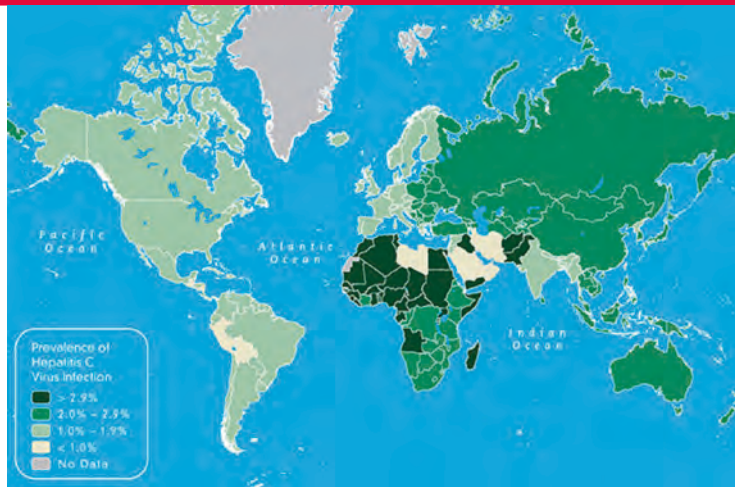 Pacific
Ocean
Atlantic
Ocean
Indian
Ocean
Prevalence of
Hepatitis C
Virus Infection
> 2.9%
2.0% – 2.9%
1.0% – 1.9%
< 1.0%
No Data